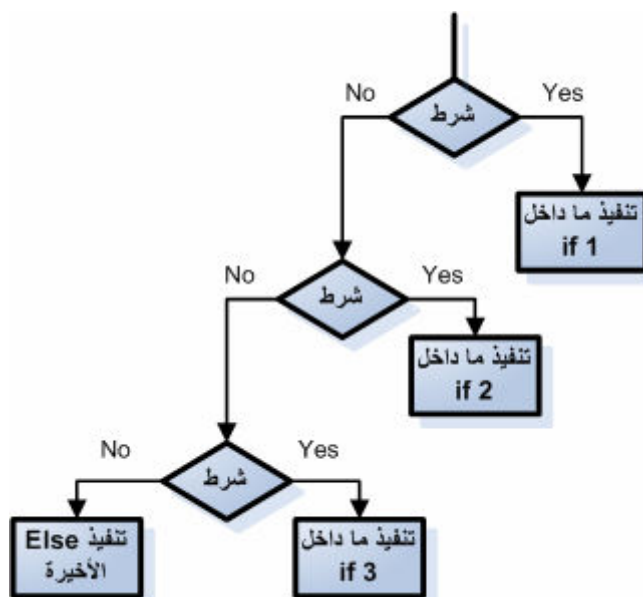 No
Yes
شرط
تنفيذ ما داخل
if 1
No
Yes
شرط
تنفيذ ما داخل
if 2
No
Yes
شرط
تنفيذ Else
الأخيرة
تنفيذ ما داخل
if 3